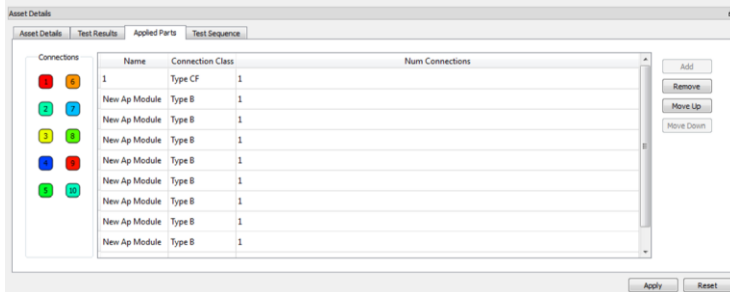 Asset Details
Asset Details Test Results Applied Parts Test Sequence
Connections
Name Connection Class Num Connections
Add
1 6
1 Type CF 1
Remove
New Ap Module Type B 1
Move Up
2 7
New Ap Module Type B 1
Move Down
3 8
New Ap Module Type B 1
4 9
New Ap Module Type B 1
5 10
New Ap Module Type B 1
New Ap Module Type B 1
New Ap Module Type B 1
New Ap Module Type B 1
Apply Reset